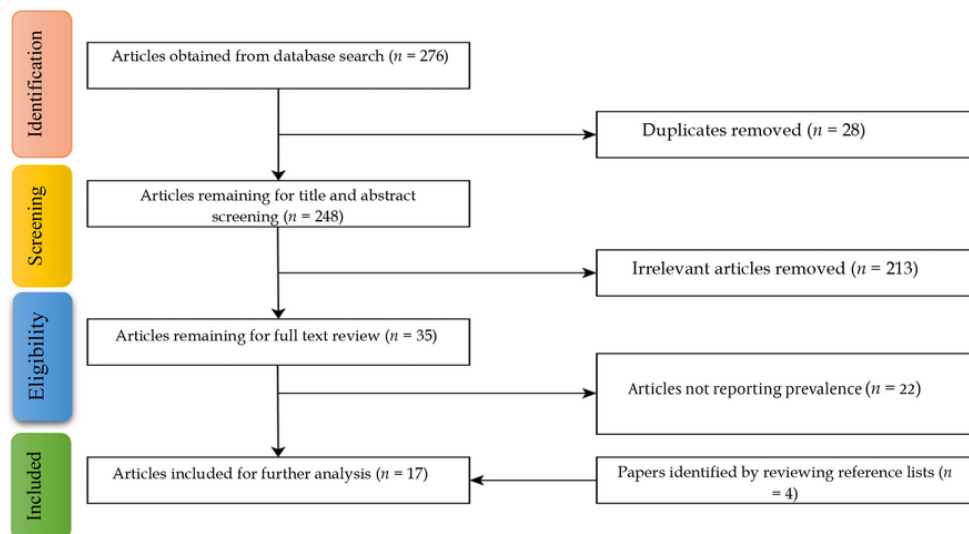 Identification
Articles obtained from database search (n = 276)
Duplicates removed (n = 28)
Screening
Articles remaining for title and abstract
screening (n = 248)
Irrelevant articles removed (n = 213)
Eligibility
Articles remaining for full text review (n = 35)
Articles not reporting prevalence (n = 22)
Included
Articles included for further analysis (n = 17)
Papers identified by reviewing reference lists (n
= 4)